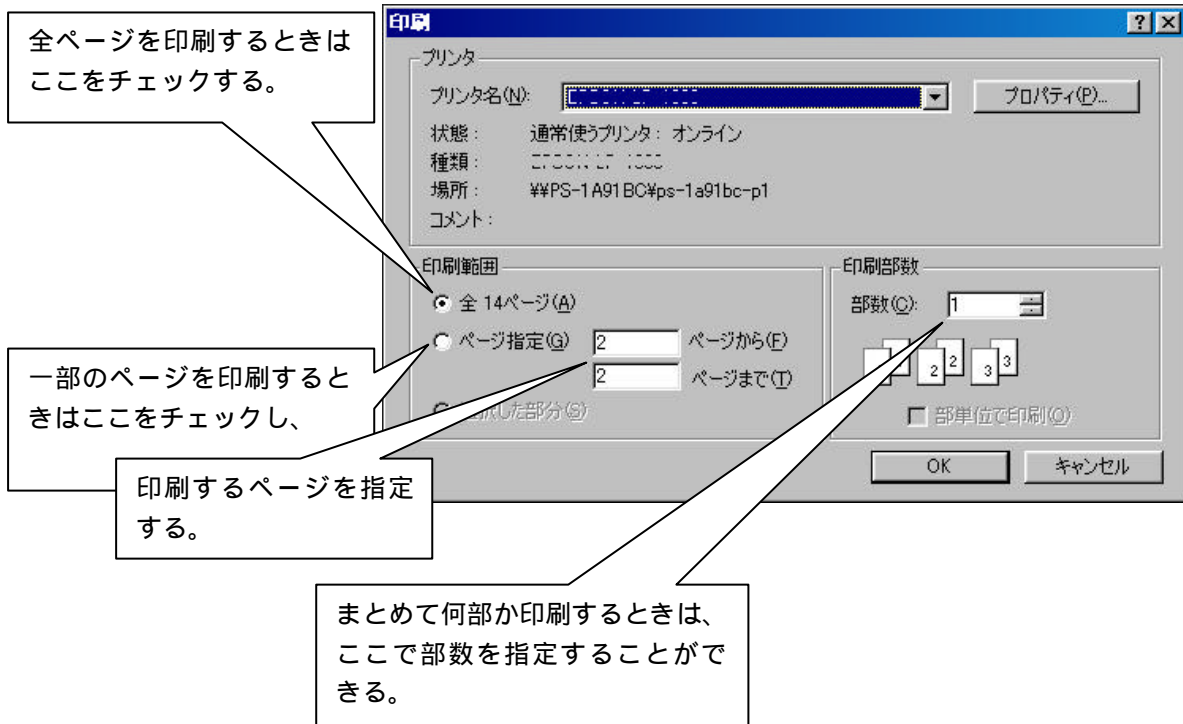 全ページを印刷するときは
ここをチェックする。
印刷
プリンタ
プリンタ名(N):
プロパティ(P)...
状態： 通常使うプリンタ： オンライン
種類：
場所： ¥¥PS-1A91BC¥ps-1a91bc-p1
コメント：
印刷範囲
全 14ページ(A)
ページ指定(G) 2 ページから(F)
2 ページまで(T)
した部分(S)
印刷部数
部数(C): 1
2 2 3 3
部単位で印刷(O)
OK キャンセル
一部のページを印刷すると
きはここをチェックし、
印刷するページを指定
する。
まとめて何部か印刷するときは、
ここで部数を指定することがで
きる。